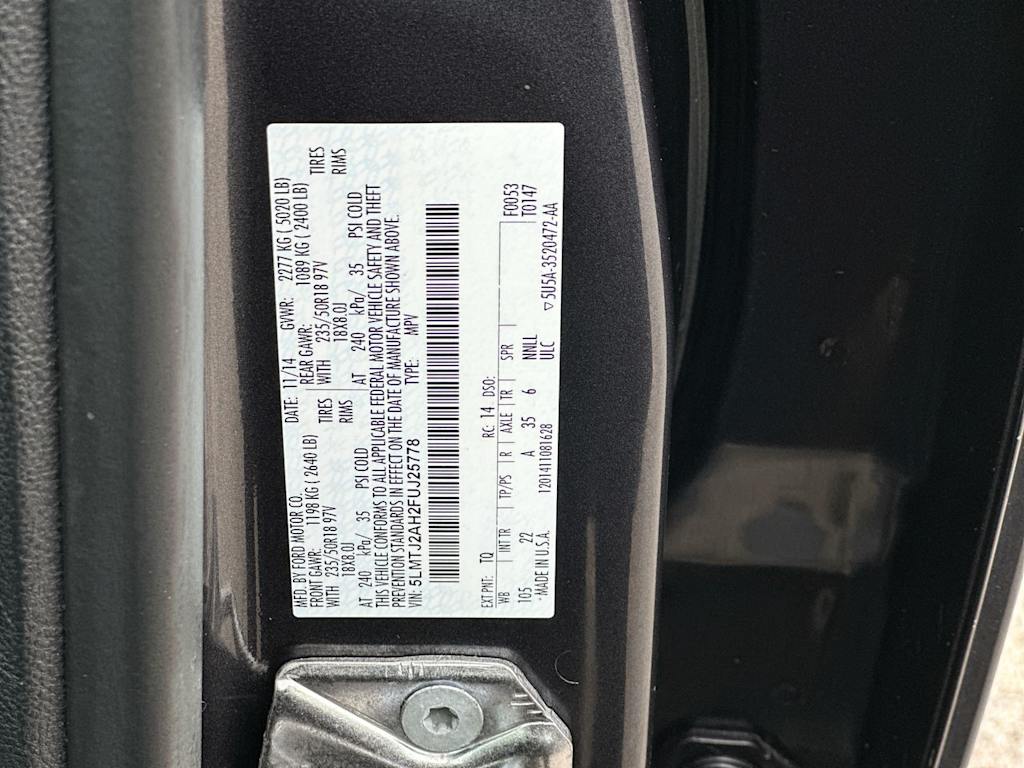 MFD. BY FORD MOTOR CO. DATE: 11/14 GVWR: 2277 KG ( 5020 LB)
FRONT GAWR: 1198 KG ( 2640 LB) REAR GAWR: 1089 KG ( 2400 LB)
WITH 235/50R18 97V TIRES WITH 235/50R18 97V TIRES
18X8.0J RIMS 18X8.0J RIMS
AT 240 kPa/ 35 PSI COLD AT 240 kPa/ 35 PSI COLD
THIS VEHICLE CONFORMS TO ALL APPLICABLE FEDERAL MOTOR VEHICLE SAFETY AND THEFT
PREVENTION STANDARDS IN EFFECT ON THE DATE OF MANUFACTURE SHOWN ABOVE.
VIN: 5LMTJ2AH2FUJ25778 TYPE: MPV
EXT PNT: TQ RC: 14 DSO: F0053
WB INT TR TP/PS R AXLE TR SPR T0147
105 22 A 35 6 NNLL
MADE IN U.S.A. 1201411081628 ULC ▽5U5A-3520472-AA